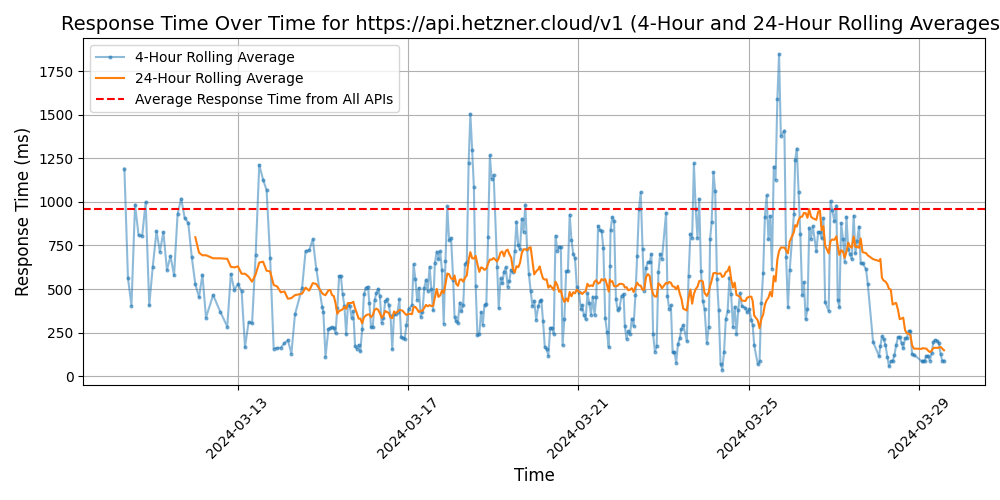 Response Time Over Time for https://api.hetzner.cloud/v1 (4-Hour and 24-Hour Rolling Averages
4-Hour Rolling Average
24-Hour Rolling Average
Average Response Time from All APIs
Response Time (ms)
1750
1500
1250
1000
750
500
250
0
2024-03-13
2024-03-17
2024-03-21
2024-03-25
2024-03-29
Time